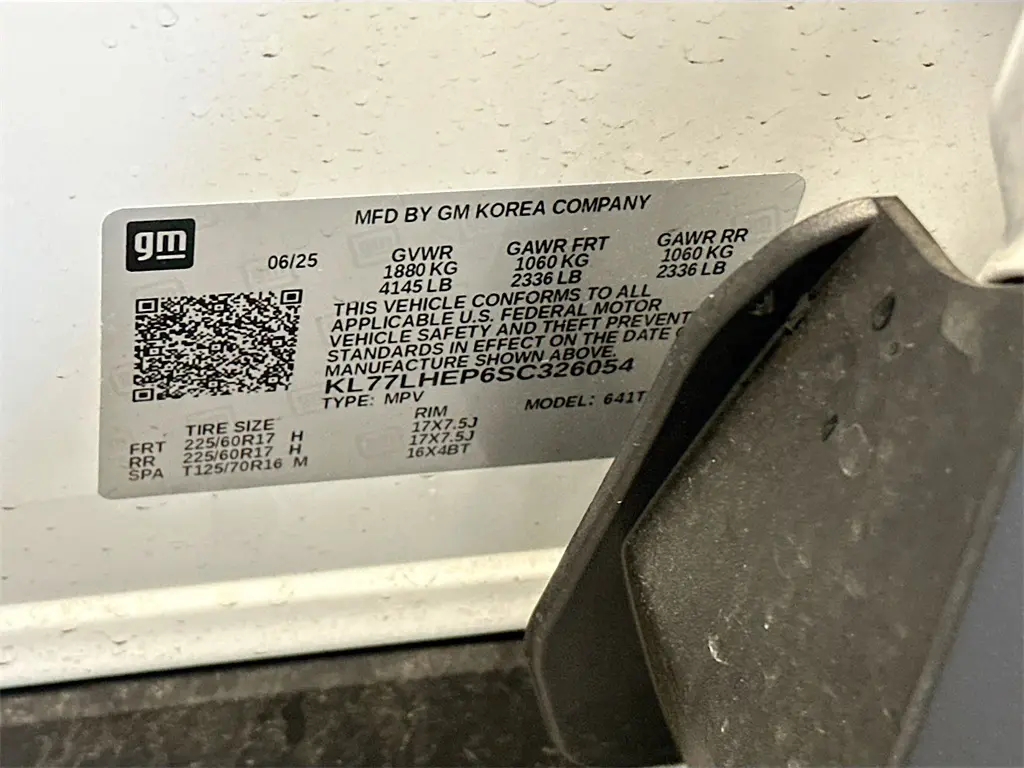 MFD BY GM KOREA COMPANY
gm
06/25
GVWR GAWR FRT GAWR RR
1880 KG 1060 KG 1060 KG
4145 LB 2336 LB 2336 LB
THIS VEHICLE CONFORMS TO ALL
APPLICABLE U.S. FEDERAL MOTOR
VEHICLE SAFETY AND THEFT PREVENT
STANDARDS IN EFFECT ON THE DATE
MANUFACTURE SHOWN ABOVE.
KL77LHEP6SC326054
TYPE: MPV MODEL: 641T
TIRE SIZE RIM
FRT 225/60R17 H 17X7.5J
RR 225/60R17 H 17X7.5J
SPA T125/70R16 M 16X4BT